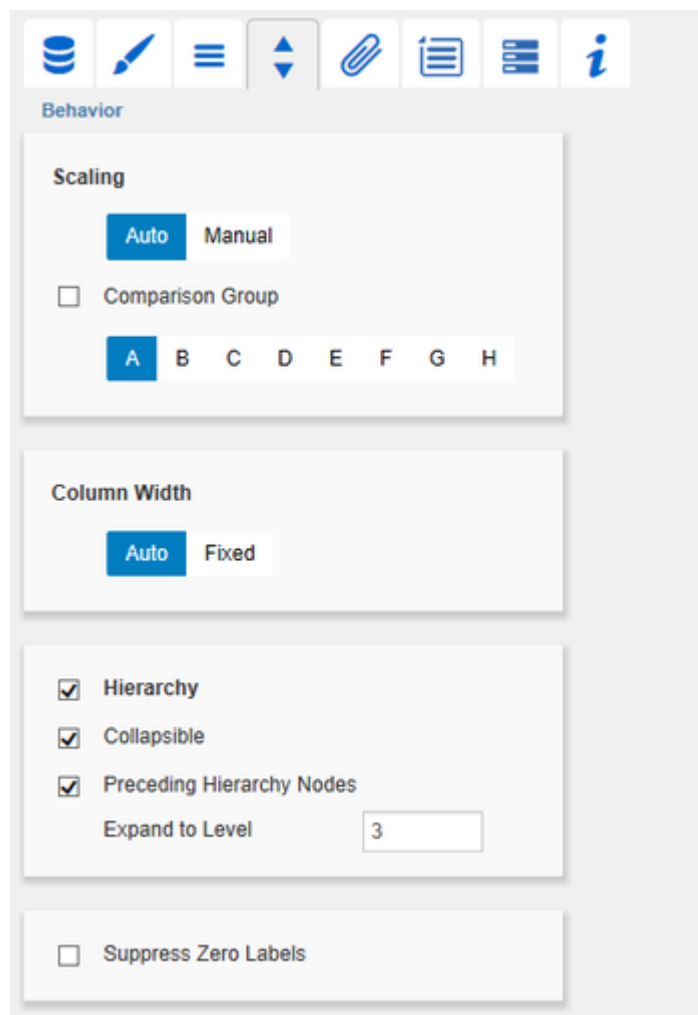 Behavior
Scaling
Auto Manual
Comparison Group
A B C D E F G H
Column Width
Auto Fixed
Hierarchy
Collapsible
Preceding Hierarchy Nodes
Expand to Level 3
Suppress Zero Labels